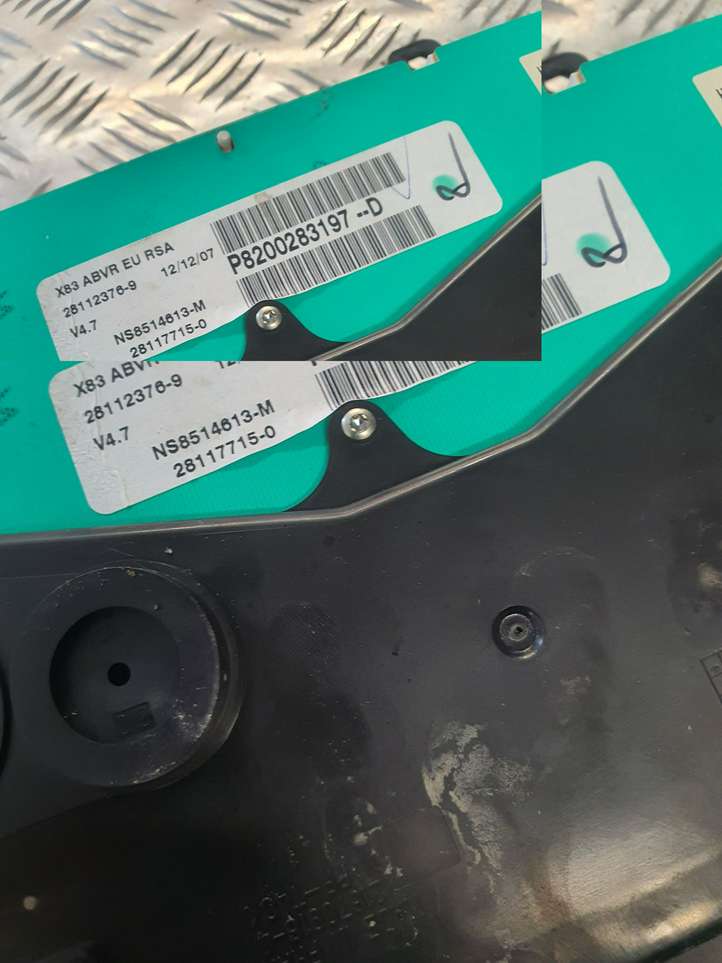 X83 ABVR EU RSA
28112376-9 12/12/07
V4.7
NS8514613-M
28117715-0
P8200283197 --D
X83 ABVR
28112376-9
V4.7
NS8514613-M
28117715-0